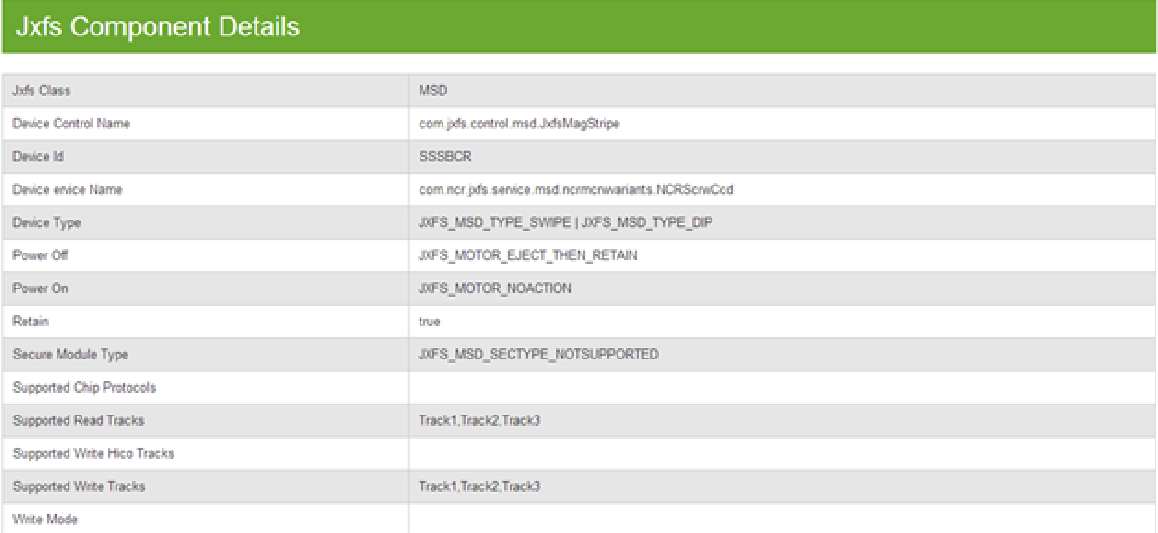 Jxfs Component Details
Jxfs Class MSD
Device Control Name com.jxfs.control.msd.JxfsMagStripe
Device Id SSSBCR
Device ervice Name com.ncr.jxfs.service.msd.ncrmcrwvariants.NCRScrwCcd
Device Type JXFS_MSD_TYPE_SWIPE | JXFS_MSD_TYPE_DIP
Power Off JXFS_MOTOR_EJECT_THEN_RETAIN
Power On JXFS_MOTOR_NOACTION
Retain true
Secure Module Type JXFS_MSD_SECTYPE_NOTSUPPORTED
Supported Chip Protocols
Supported Read Tracks Track1,Track2,Track3
Supported Write Hico Tracks
Supported Write Tracks Track1,Track2,Track3
Write Mode